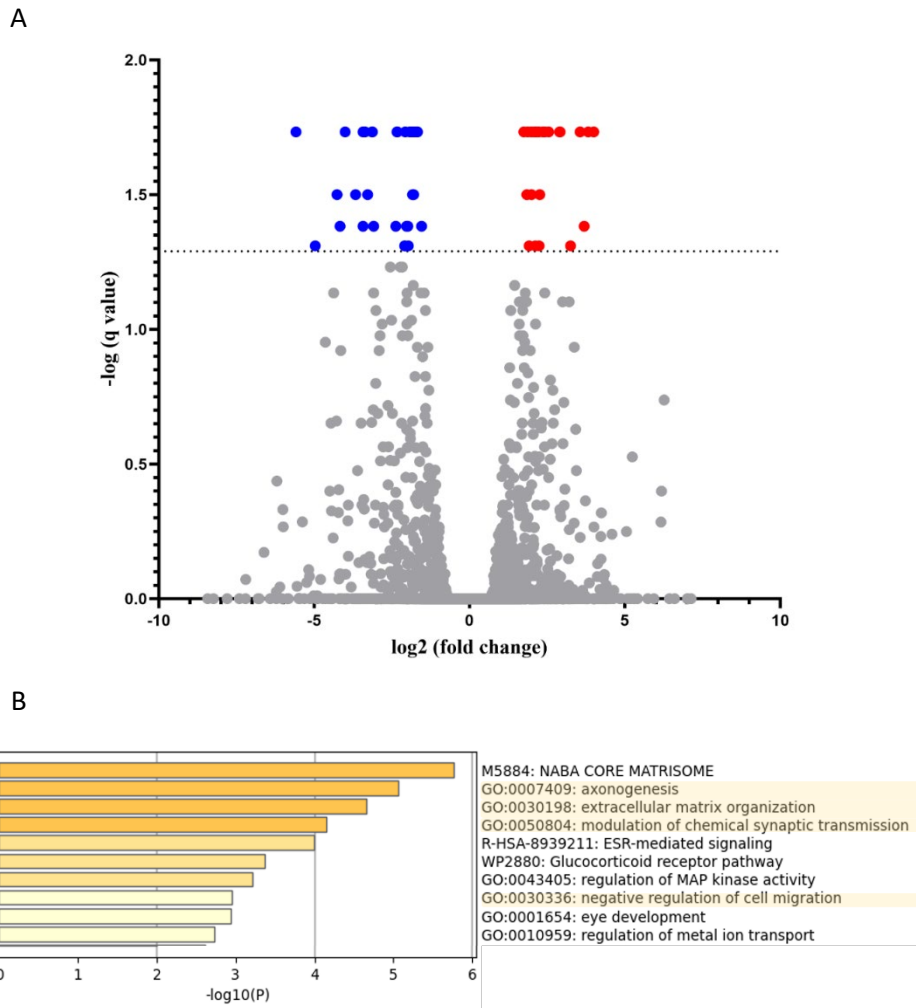 A
2.0
1.5
1.0
0.5
0.0
-log (q value)
-10
-5
0
5
10
log2 (fold change)
B
M5884: NABA CORE MATRISOME
GO:0007409: axonogenesis
GO:0030198: extracellular matrix organization
GO:0050804: modulation of chemical synaptic transmission
R-HSA-8939211: ESR-mediated signaling
WP2880: Glucocorticoid receptor pathway
GO:0043405: regulation of MAP kinase activity
GO:0030336: negative regulation of cell migration
GO:0001654: eye development
GO:0010959: regulation of metal ion transport
0 1 2 3 4 5 6
-log10(P)